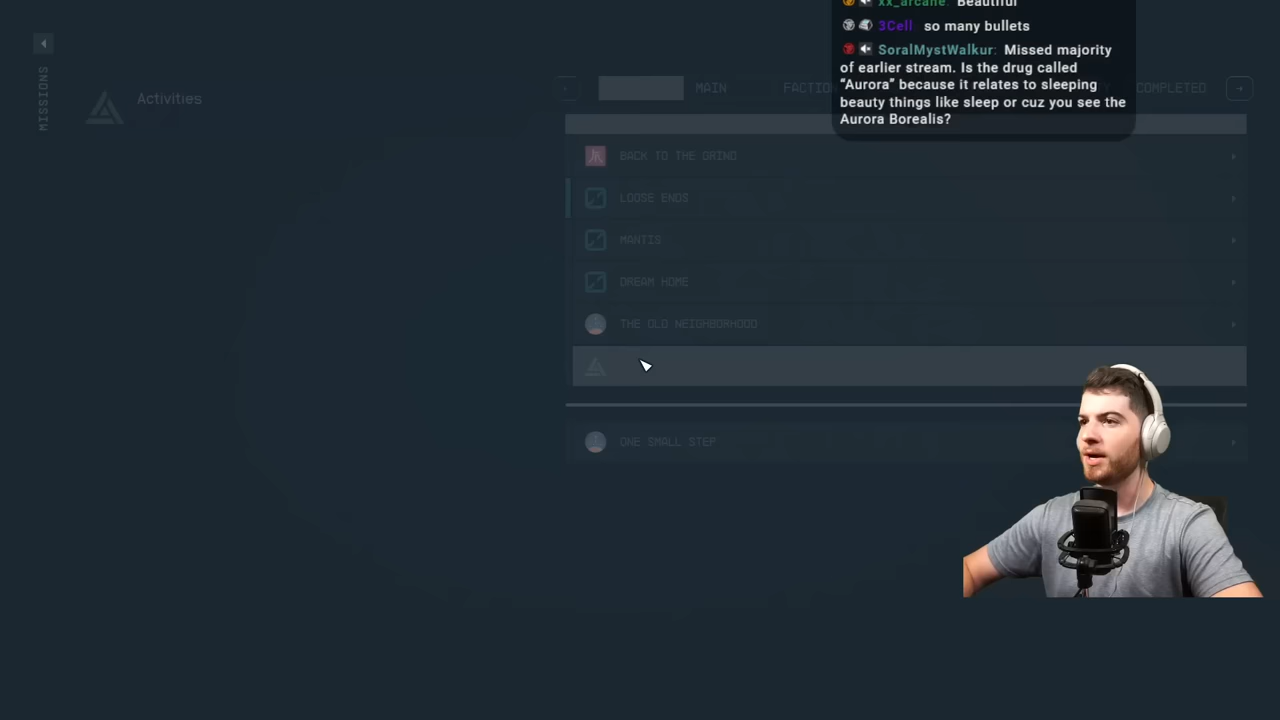 xx_arcane: Beautiful
3Cell: so many bullets
SoralMystWalkur: Missed majority
of earlier stream. Is the drug called
“Aurora” because it relates to sleeping
beauty things like sleep or cuz you see the
Aurora Borealis?
MISSIONS
Activities
MAIN
FACTION
COMPLETED
BACK TO THE GRIND
LOOSE ENDS
MANTIS
DREAM HOME
THE OLD NEIGHBORHOOD
ONE SMALL STEP